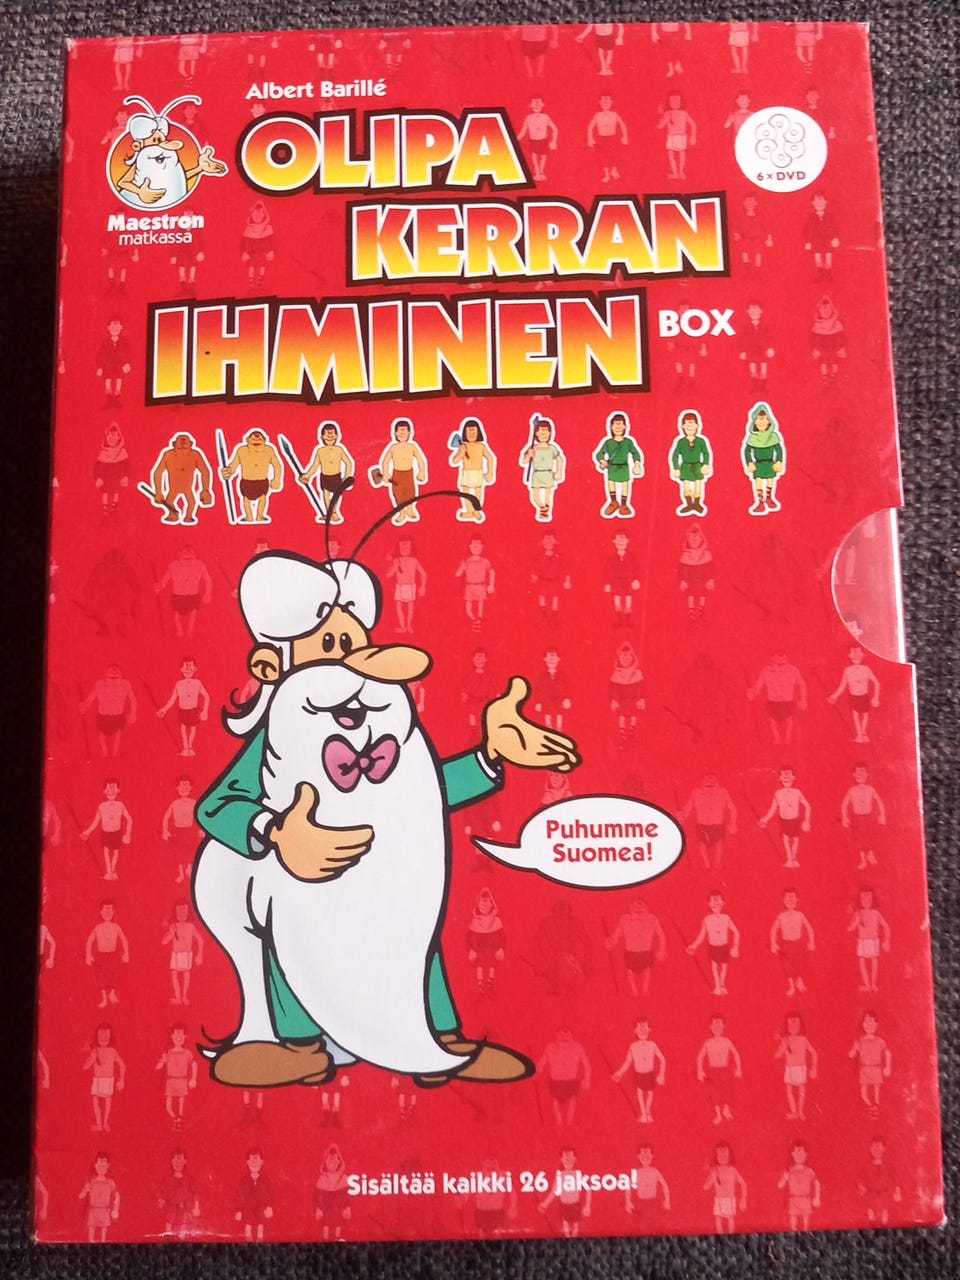 Albert Barillé
OLIPA
KERRAN
IHMINEN BOX
Maestron
matkassa
6 x DVD
Puhumme
Suomea!
Sisältää kaikki 26 jaksoa!